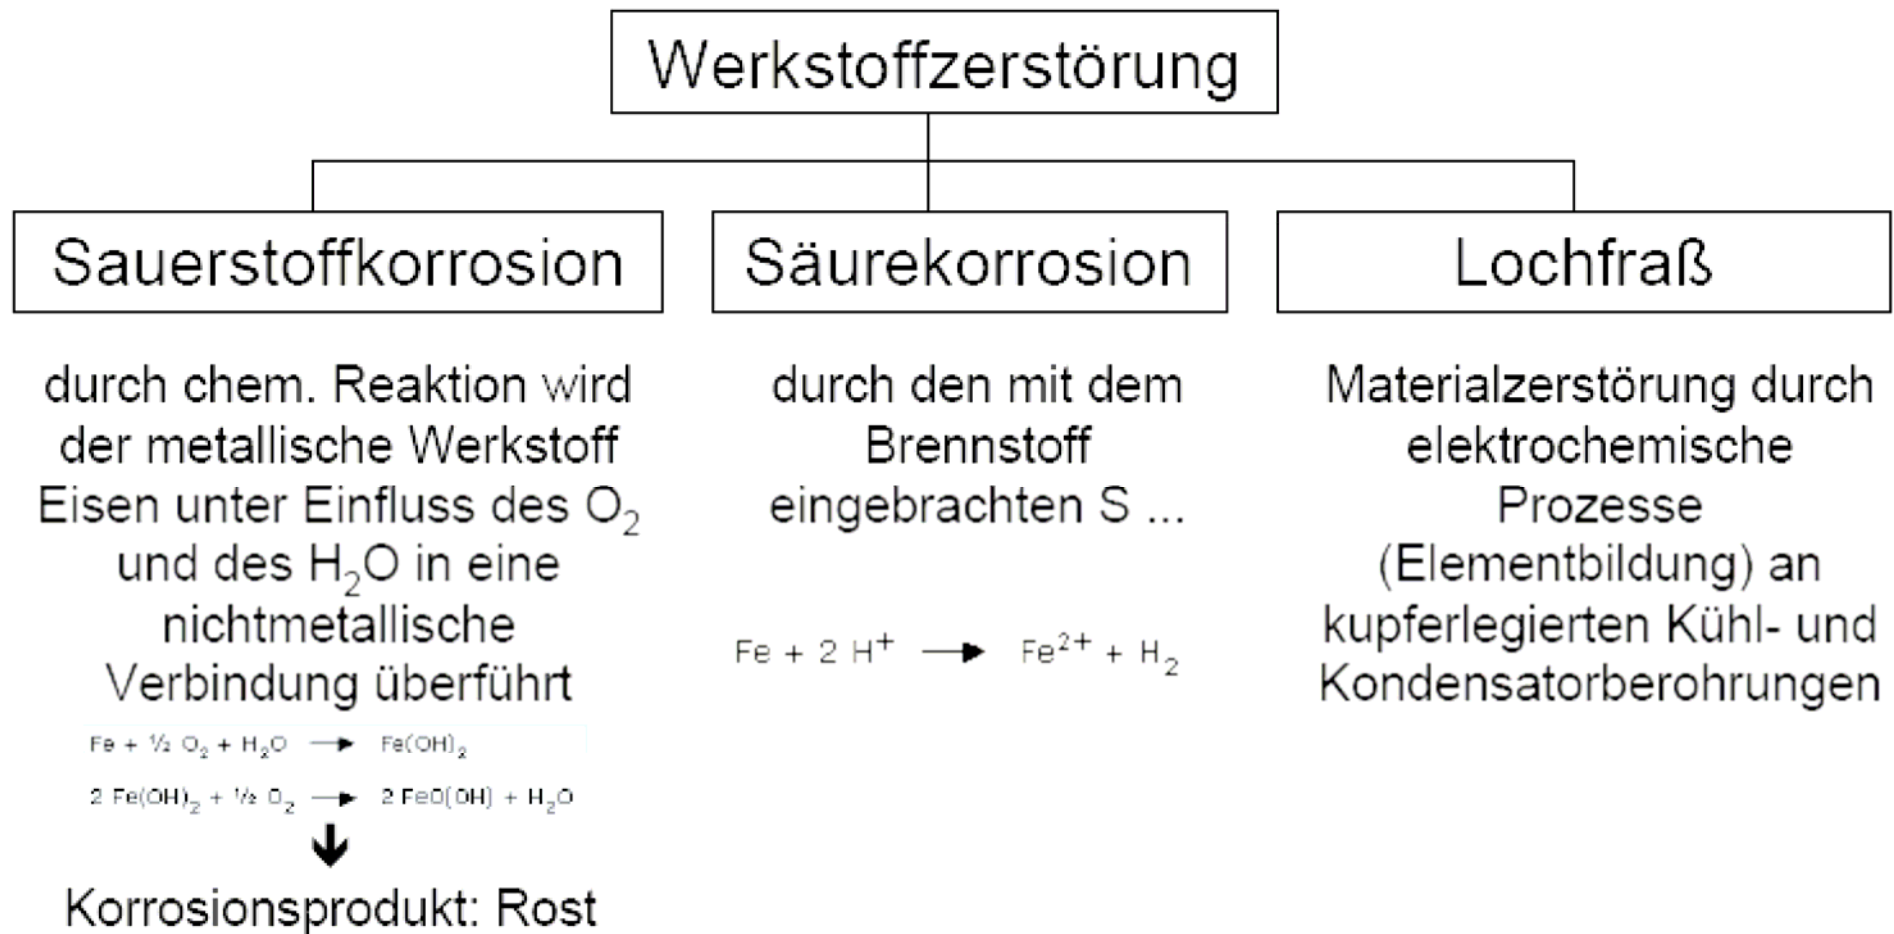 Werkstoffzerstörung
Sauerstoffkorrosion
durch chem. Reaktion wird
der metallische Werkstoff
Eisen unter Einfluss des O₂
und des H₂O in eine
nichtmetallische
Verbindung überführt
Fe + ½ O₂ + H₂O → Fe(OH)₂
2 Fe(OH)₂ + ½ O₂ → 2 FeO(OH) + H₂O
Korrosionsprodukt: Rost
Säurekorrosion
durch den mit dem
Brennstoff
eingebrachten S ...
Fe + 2 H⁺ → Fe²⁺ + H₂
Lochfraß
Materialzerstörung durch
elektrochemische
Prozesse
(Elementbildung) an
kupferlegierten Kühl- und
Kondensatorberohrungen